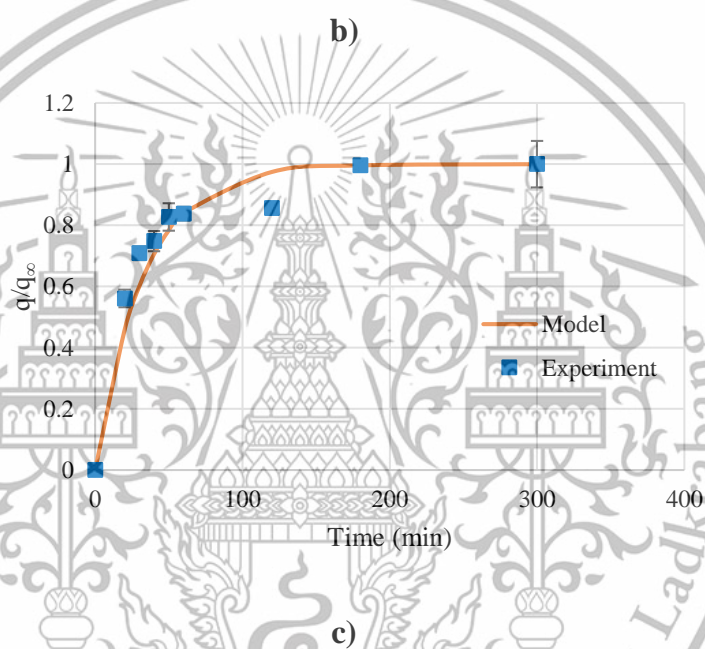 b)
1.2
1
0.8
0.6
0.4
0.2
0
q/q∞
0 100 200 300 400
Time (min)
Model
Experiment
Ladkrabang
c)